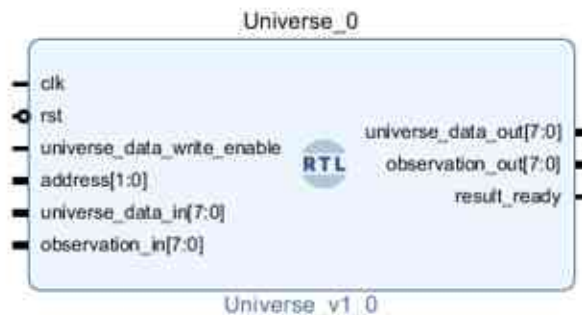 Universe_0
clk
rst
universe_data_write_enable
address[1:0]
universe_data_in[7:0]
observation_in[7:0]
RTL
universe_data_out[7:0]
observation_out[7:0]
result_ready
Universe_v1_0